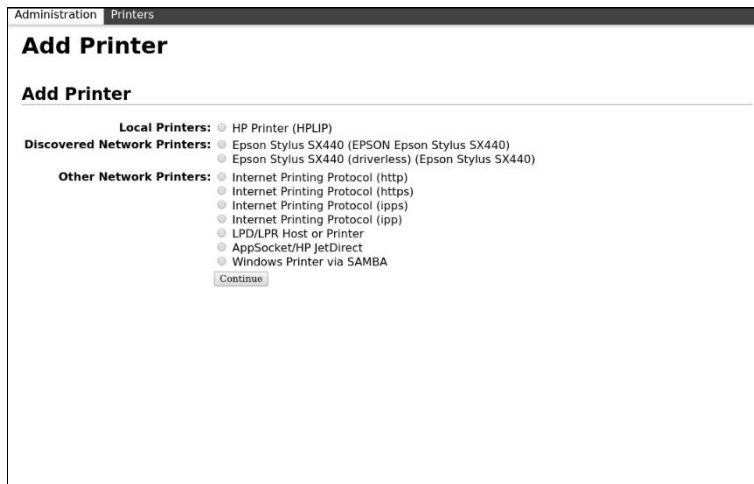 Administration Printers
Add Printer
Add Printer
Local Printers: HP Printer (HPLIP)
Discovered Network Printers: Epson Stylus SX440 (EPSON Epson Stylus SX440)
Epson Stylus SX440 (driverless) (Epson Stylus SX440)
Other Network Printers: Internet Printing Protocol (http)
Internet Printing Protocol (https)
Internet Printing Protocol (ipps)
Internet Printing Protocol (ipp)
LPD/LPR Host or Printer
AppSocket/HP JetDirect
Windows Printer via SAMBA
Continue